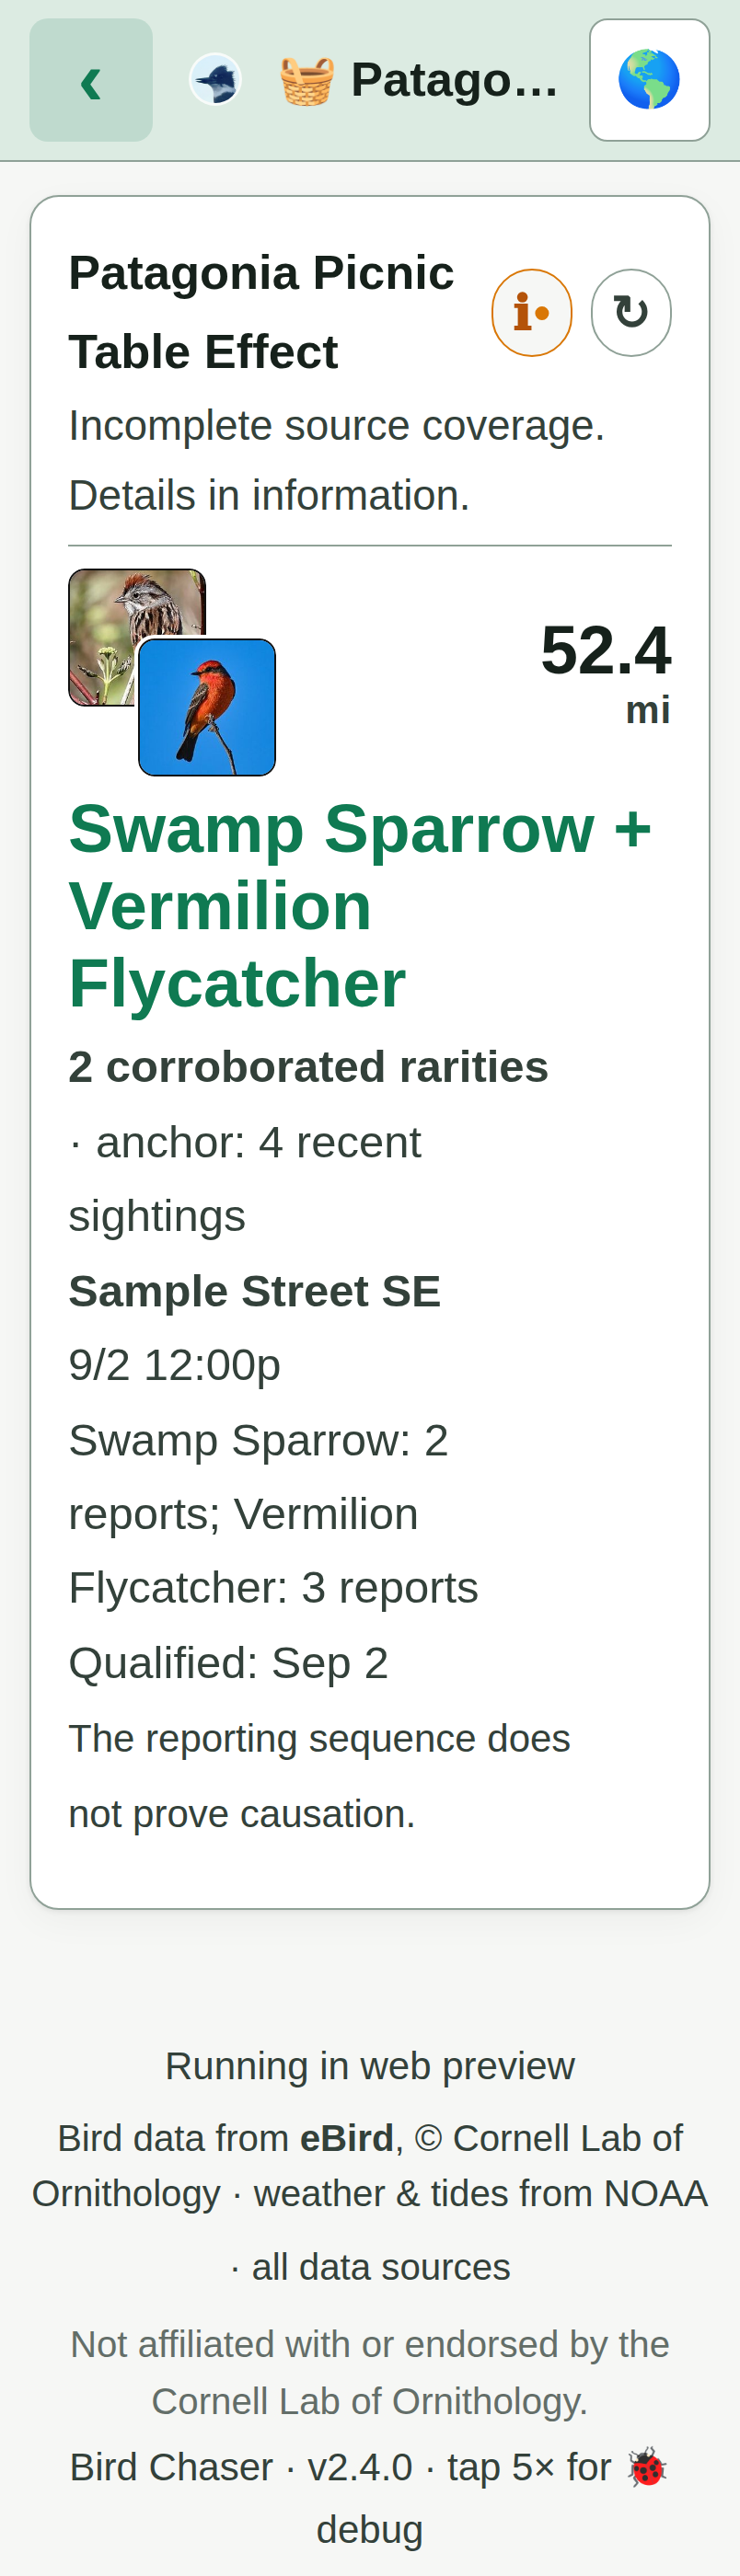 ‹ 🧺 Patago… 🌎
Patagonia Picnic
Table Effect
i• ↻
Incomplete source coverage.
Details in information.
52.4
mi
Swamp Sparrow +
Vermilion
Flycatcher
2 corroborated rarities
· anchor: 4 recent
sightings
Sample Street SE
9/2 12:00p
Swamp Sparrow: 2
reports; Vermilion
Flycatcher: 3 reports
Qualified: Sep 2
The reporting sequence does
not prove causation.
Running in web preview
Bird data from eBird, © Cornell Lab of
Ornithology · weather & tides from NOAA
· all data sources
Not affiliated with or endorsed by the
Cornell Lab of Ornithology.
Bird Chaser · v2.4.0 · tap 5× for 🐞
debug